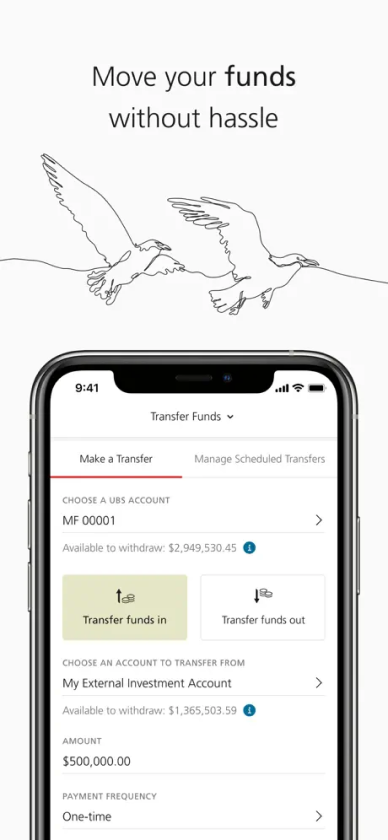 Move your funds
without hassle
9:41
Transfer Funds
Make a Transfer
Manage Scheduled Transfers
CHOOSE A UBS ACCOUNT
MF 00001
Available to withdraw: $2,949,530.45
Transfer funds in
Transfer funds out
CHOOSE AN ACCOUNT TO TRANSFER FROM
My External Investment Account
Available to withdraw: $1,365,503.59
AMOUNT
$500,000.00
PAYMENT FREQUENCY
One-time